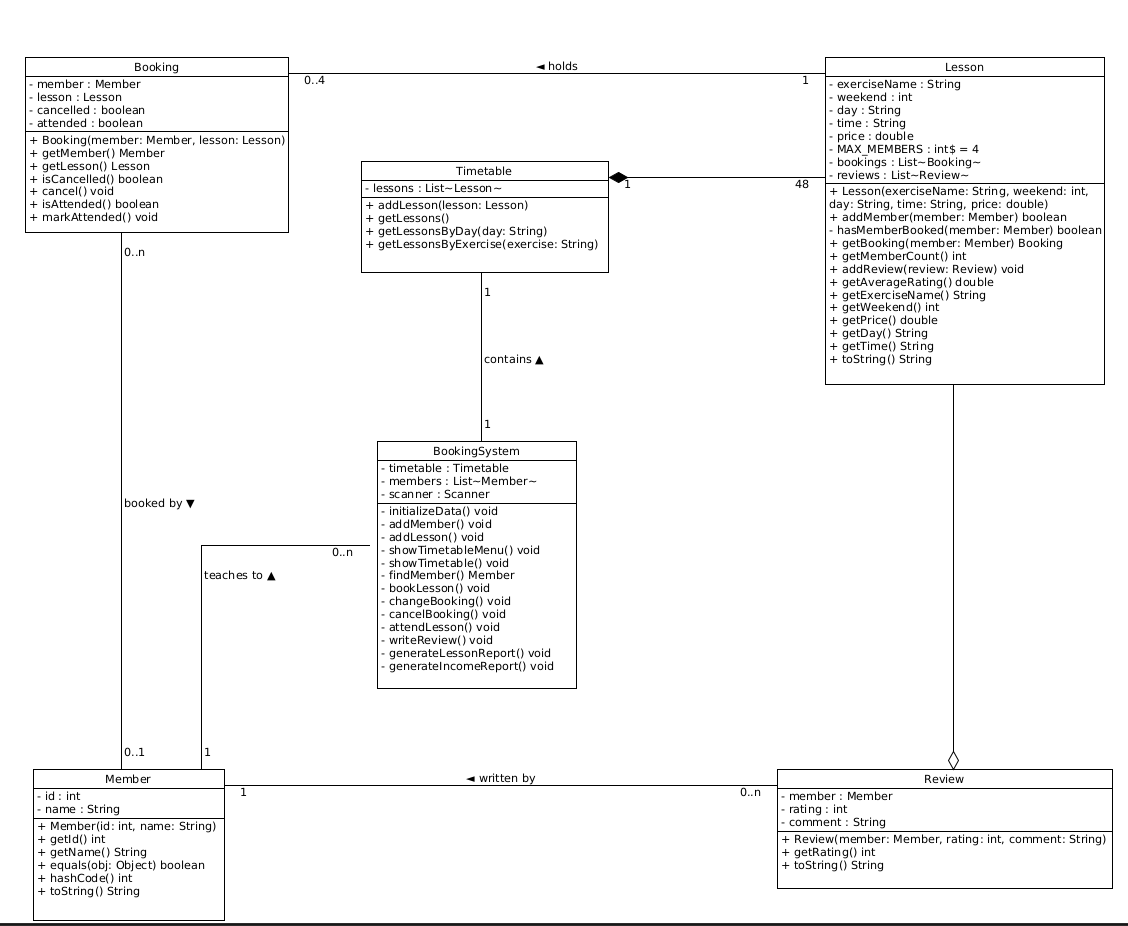 Booking
- member : Member
- lesson : Lesson
- cancelled : boolean
- attended : boolean
+ Booking(member: Member, lesson: Lesson)
+ getMember() Member
+ getLesson() Lesson
+ isCancelled() boolean
+ cancel() void
+ isAttended() boolean
+ markAttended() void
◄ holds
0..4
1
Lesson
- exerciseName : String
- weekend : int
- day : String
- time : String
- price : double
- MAX_MEMBERS : int$ = 4
- bookings : List~Booking~
- reviews : List~Review~
+ Lesson(exerciseName: String, weekend: int,
day: String, time: String, price: double)
+ addMember(member: Member) boolean
- hasMemberBooked(member: Member) boolean
+ getBooking(member: Member) Booking
+ getMemberCount() int
+ addReview(review: Review) void
+ getAverageRating() double
+ getExerciseName() String
+ getWeekend() int
+ getPrice() double
+ getDay() String
+ getTime() String
+ toString() String
Timetable
- lessons : List~Lesson~
+ addLesson(lesson: Lesson)
+ getLessons()
+ getLessonsByDay(day: String)
+ getLessonsByExercise(exercise: String)
1
48
0..n
1
contains ▲
1
BookingSystem
- timetable : Timetable
- members : List~Member~
- scanner : Scanner
- initializeData() void
- addMember() void
- addLesson() void
- showTimetableMenu() void
- showTimetable() void
- findMember() Member
- bookLesson() void
- changeBooking() void
- cancelBooking() void
- attendLesson() void
- writeReview() void
- generateLessonReport() void
- generateIncomeReport() void
booked by ▼
0..n
teaches to ▲
0..1
1
Member
- id : int
- name : String
+ Member(id: int, name: String)
+ getId() int
+ getName() String
+ equals(obj: Object) boolean
+ hashCode() int
+ toString() String
◄ written by
1
0..n
Review
- member : Member
- rating : int
- comment : String
+ Review(member: Member, rating: int, comment: String)
+ getRating() int
+ toString() String